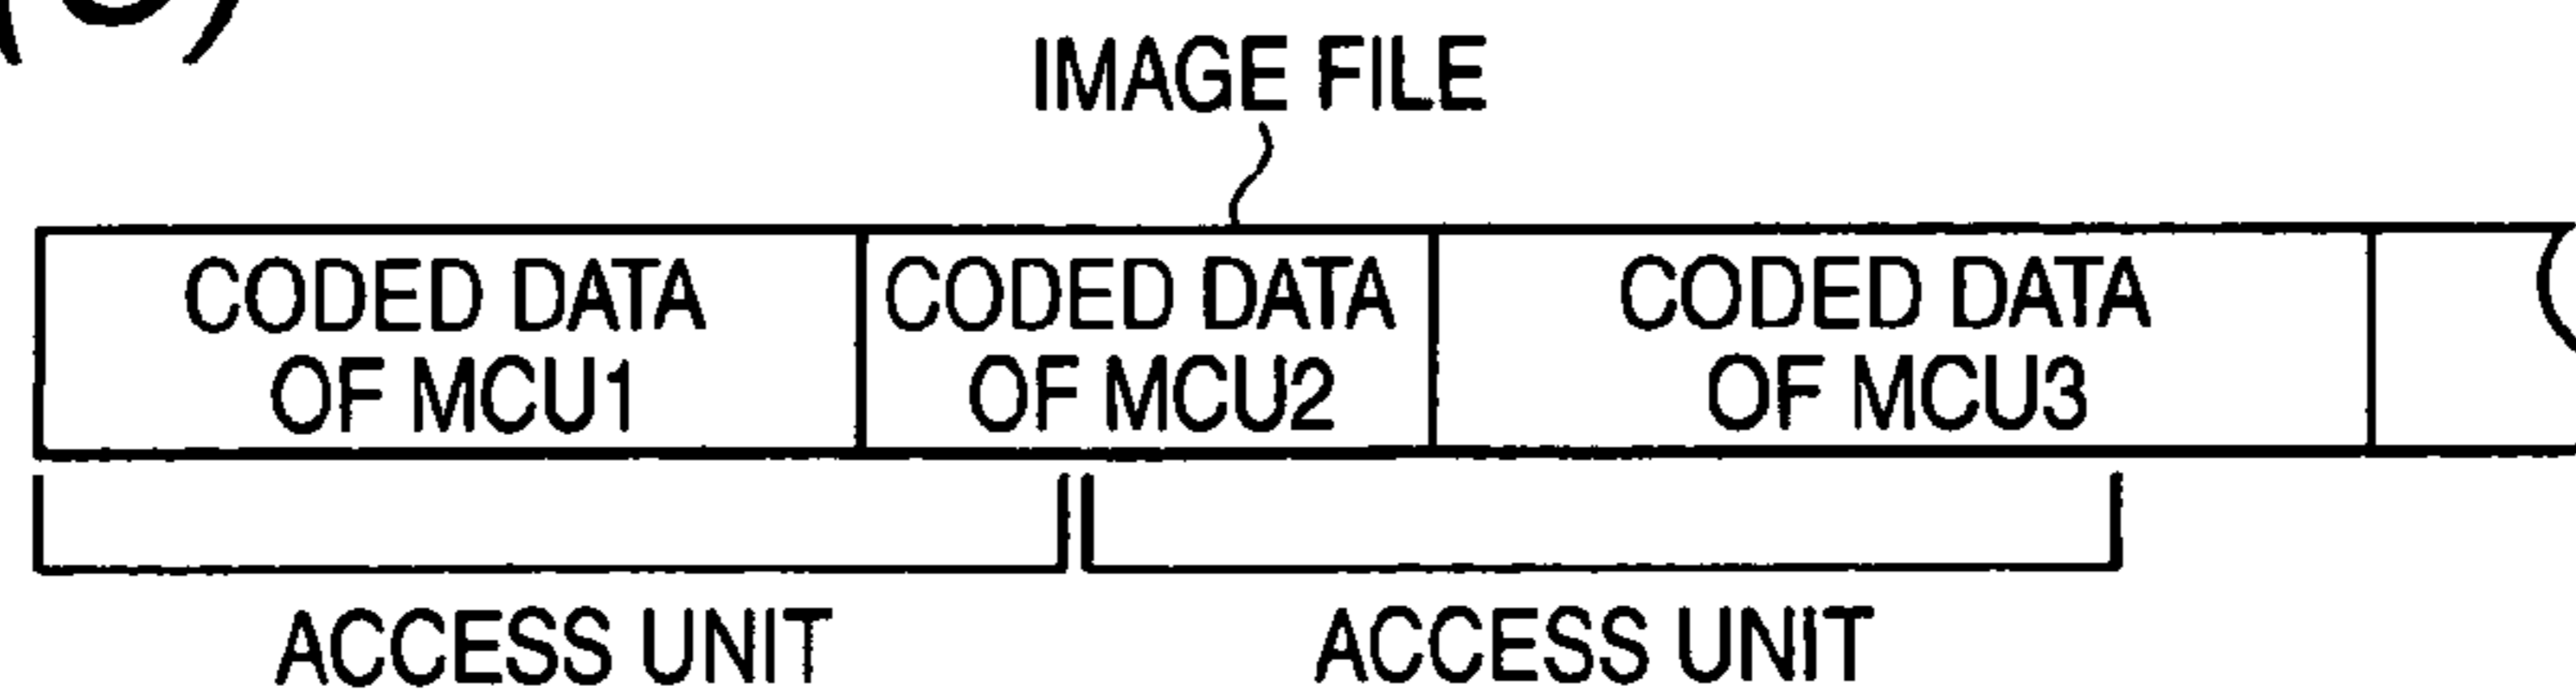 IMAGE FILE
CODED DATA
OF MCU1
CODED DATA
OF MCU2
CODED DATA
OF MCU3
ACCESS UNIT
ACCESS UNIT